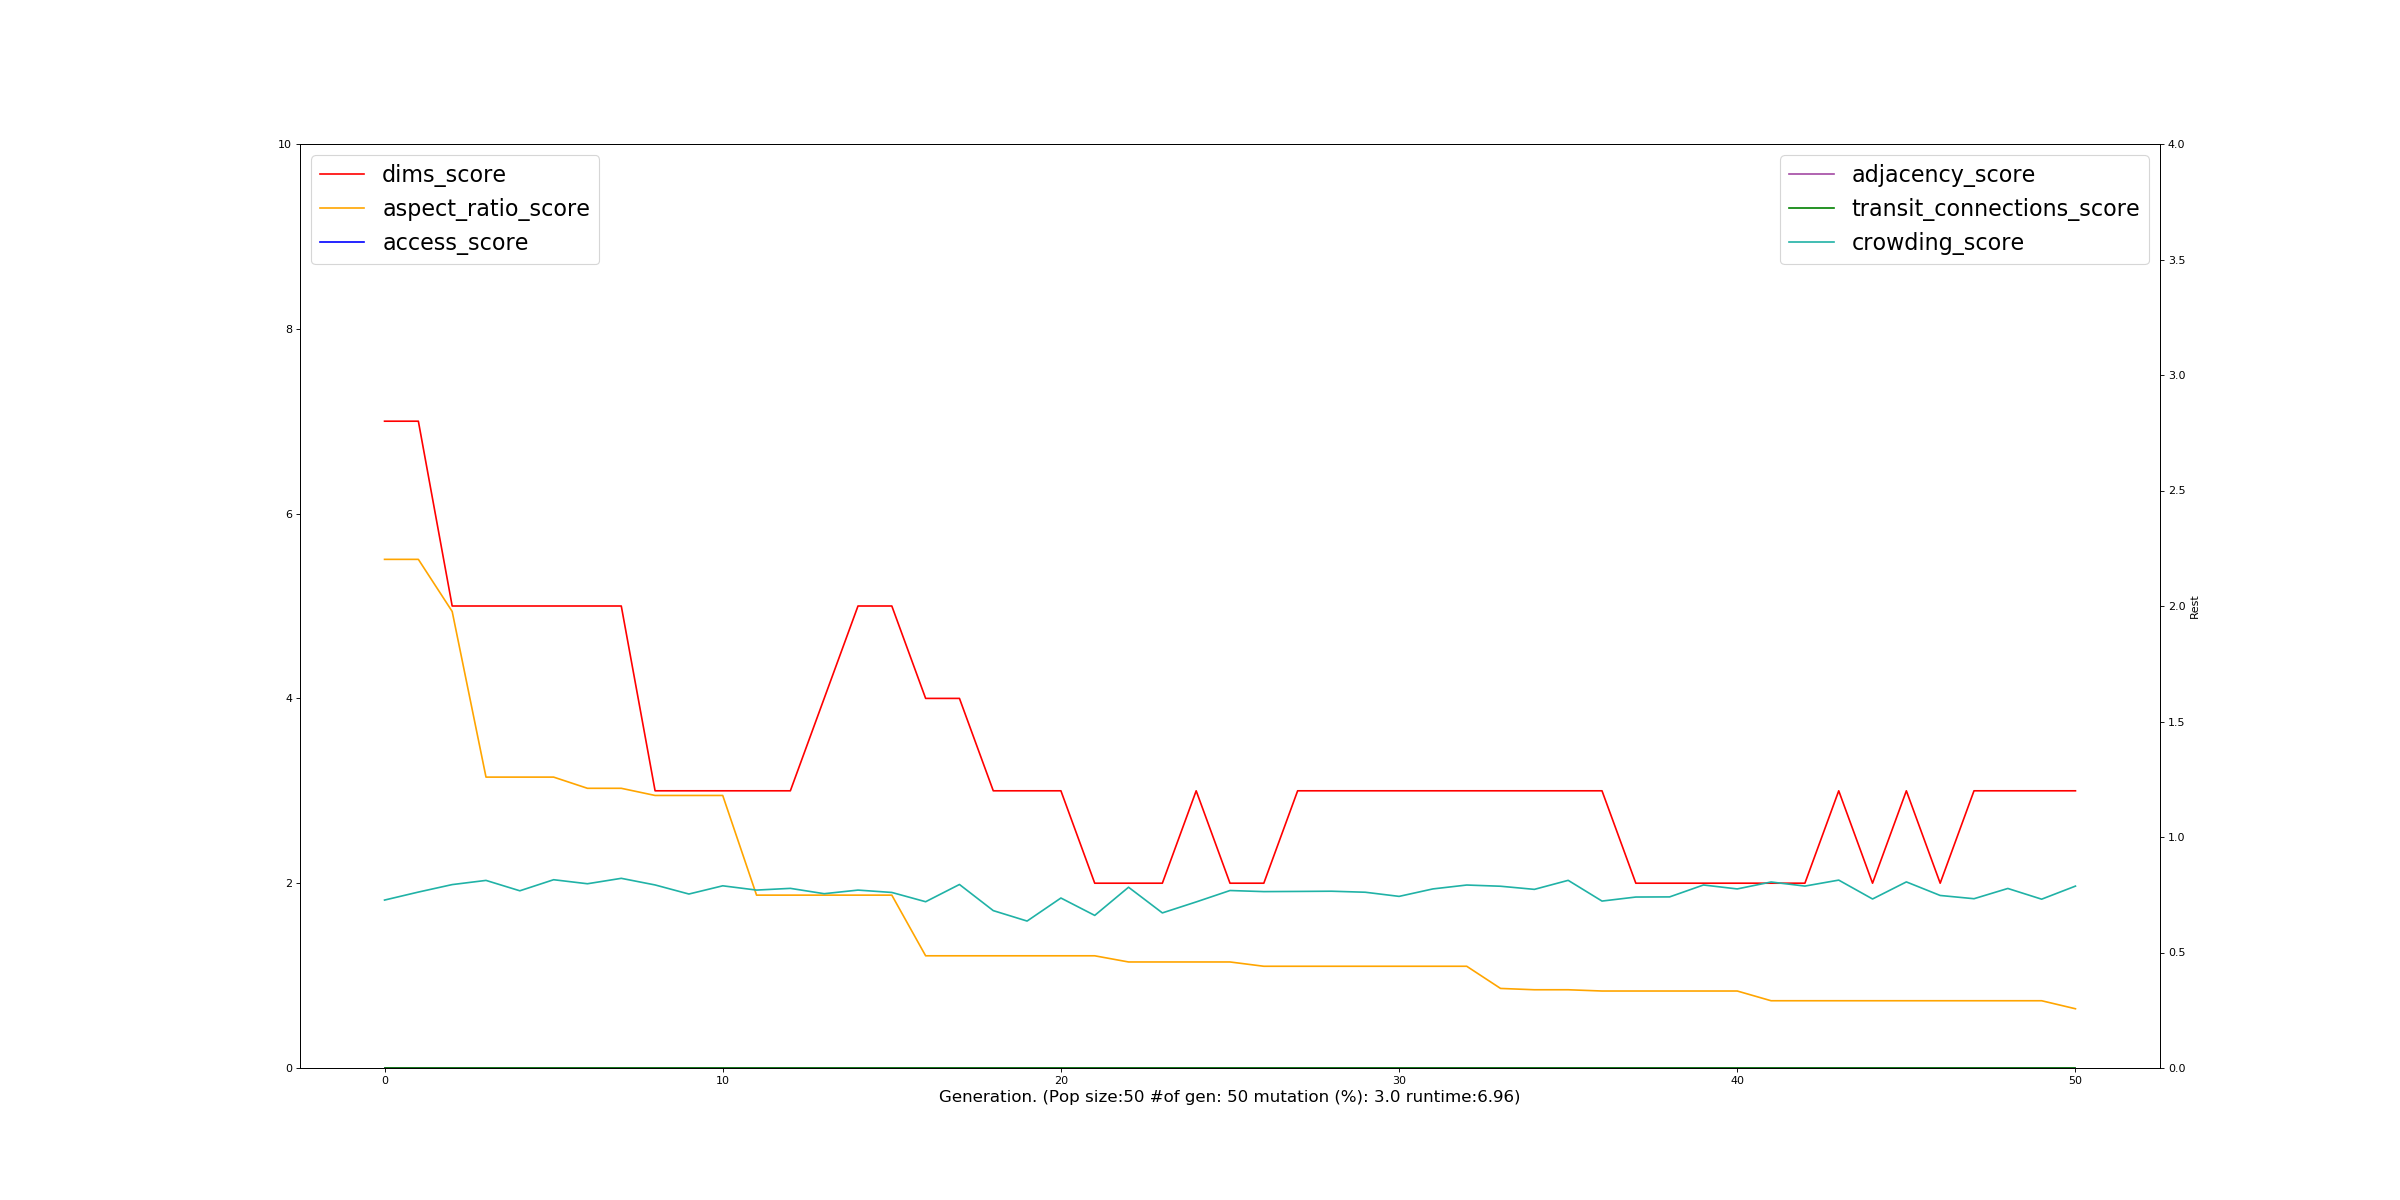 dims_score
aspect_ratio_score
access_score
adjacency_score
transit_connections_score
crowding_score
10
8
6
4
2
0
4.0
3.5
3.0
2.5
2.0
1.5
1.0
0.5
0.0
Rest
0 10 20 30 40 50
Generation. (Pop size:50 #of gen: 50 mutation (%): 3.0 runtime:6.96)